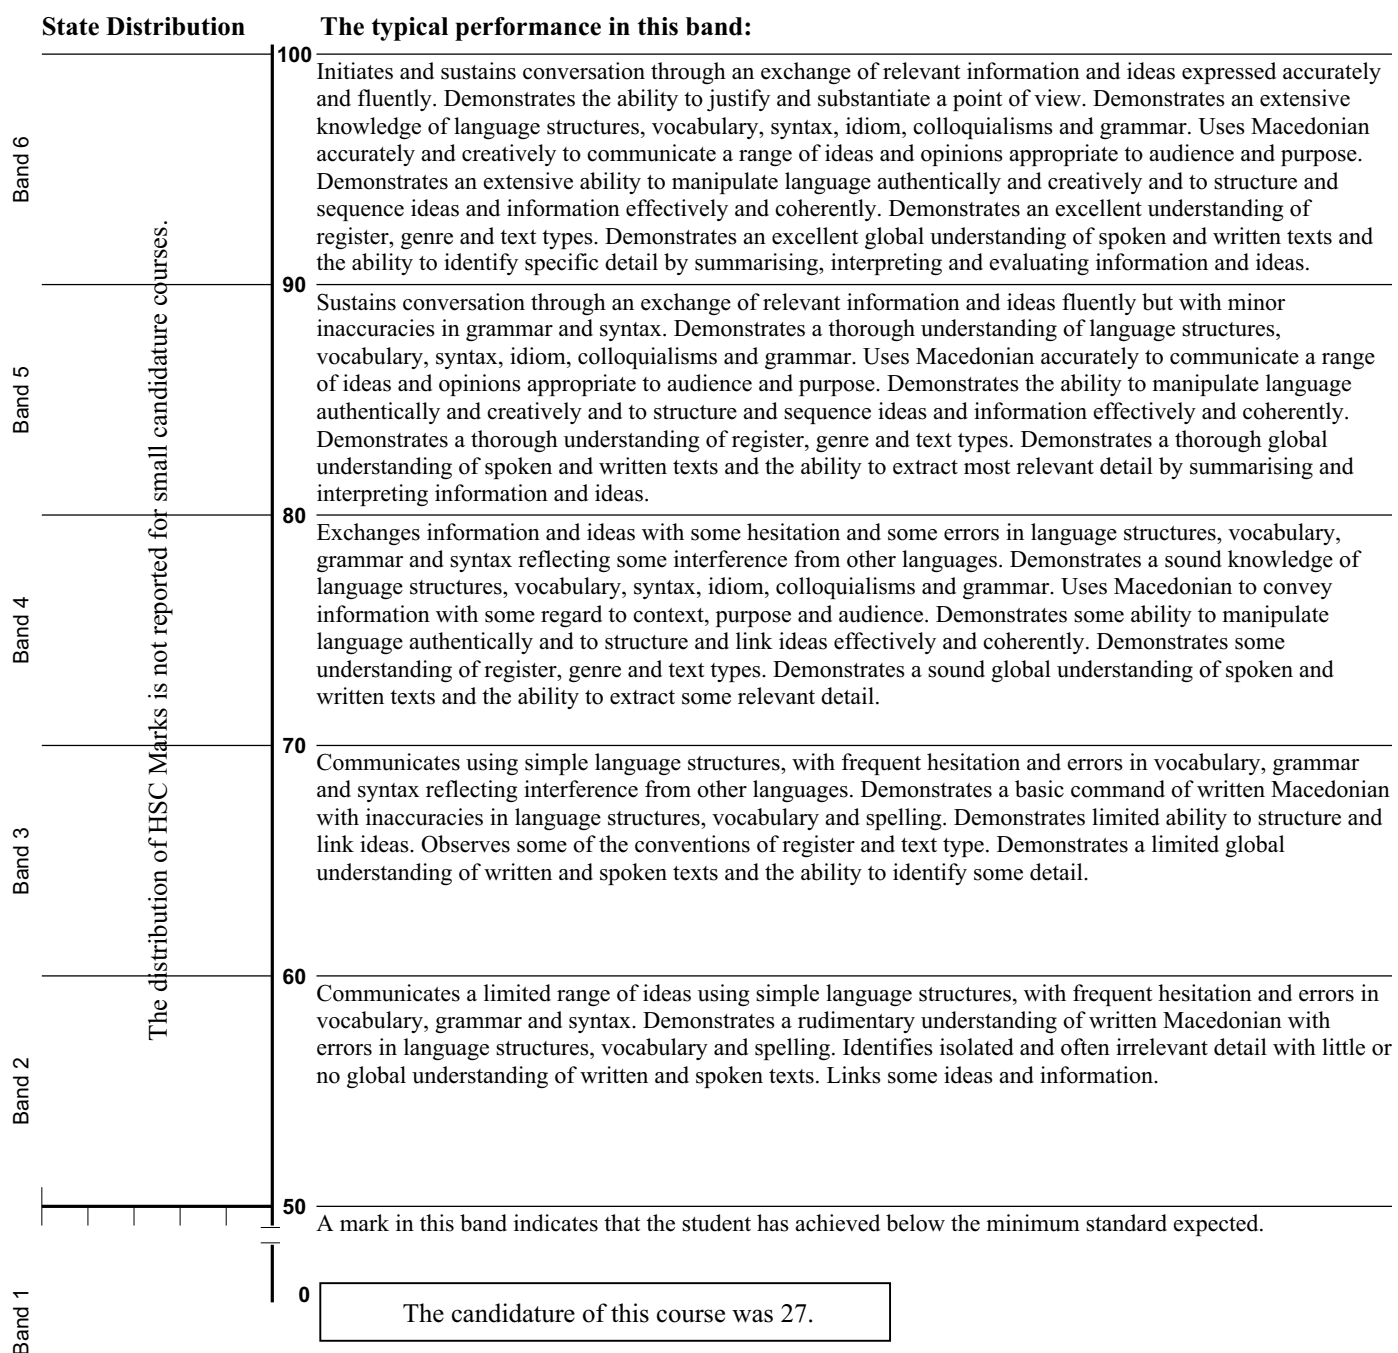 State Distribution
The typical performance in this band:
100
Band 6
Initiates and sustains conversation through an exchange of relevant information and ideas expressed accurately
and fluently. Demonstrates the ability to justify and substantiate a point of view. Demonstrates an extensive
knowledge of language structures, vocabulary, syntax, idiom, colloquialisms and grammar. Uses Macedonian
accurately and creatively to communicate a range of ideas and opinions appropriate to audience and purpose.
Demonstrates an extensive ability to manipulate language authentically and creatively and to structure and
sequence ideas and information effectively and coherently. Demonstrates an excellent understanding of
register, genre and text types. Demonstrates an excellent global understanding of spoken and written texts and
the ability to identify specific detail by summarising, interpreting and evaluating information and ideas.
90
Band 5
Sustains conversation through an exchange of relevant information and ideas fluently but with minor
inaccuracies in grammar and syntax. Demonstrates a thorough understanding of language structures,
vocabulary, syntax, idiom, colloquialisms and grammar. Uses Macedonian accurately to communicate a range
of ideas and opinions appropriate to audience and purpose. Demonstrates the ability to manipulate language
authentically and creatively and to structure and sequence ideas and information effectively and coherently.
Demonstrates a thorough understanding of register, genre and text types. Demonstrates a thorough global
understanding of spoken and written texts and the ability to extract most relevant detail by summarising and
interpreting information and ideas.
80
Band 4
Exchanges information and ideas with some hesitation and some errors in language structures, vocabulary,
grammar and syntax reflecting some interference from other languages. Demonstrates a sound knowledge of
language structures, vocabulary, syntax, idiom, colloquialisms and grammar. Uses Macedonian to convey
information with some regard to context, purpose and audience. Demonstrates some ability to manipulate
language authentically and to structure and link ideas effectively and coherently. Demonstrates some
understanding of register, genre and text types. Demonstrates a sound global understanding of spoken and
written texts and the ability to extract some relevant detail.
70
Band 3
Communicates using simple language structures, with frequent hesitation and errors in vocabulary, grammar
and syntax reflecting interference from other languages. Demonstrates a basic command of written Macedonian
with inaccuracies in language structures, vocabulary and spelling. Demonstrates limited ability to structure and
link ideas. Observes some of the conventions of register and text type. Demonstrates a limited global
understanding of written and spoken texts and the ability to identify some detail.
60
Band 2
Communicates a limited range of ideas using simple language structures, with frequent hesitation and errors in
vocabulary, grammar and syntax. Demonstrates a rudimentary understanding of written Macedonian with
errors in language structures, vocabulary and spelling. Identifies isolated and often irrelevant detail with little or
no global understanding of written and spoken texts. Links some ideas and information.
50
Band 1
A mark in this band indicates that the student has achieved below the minimum standard expected.
0
The candidature of this course was 27.
The distribution of HSC Marks is not reported for small candidature courses.